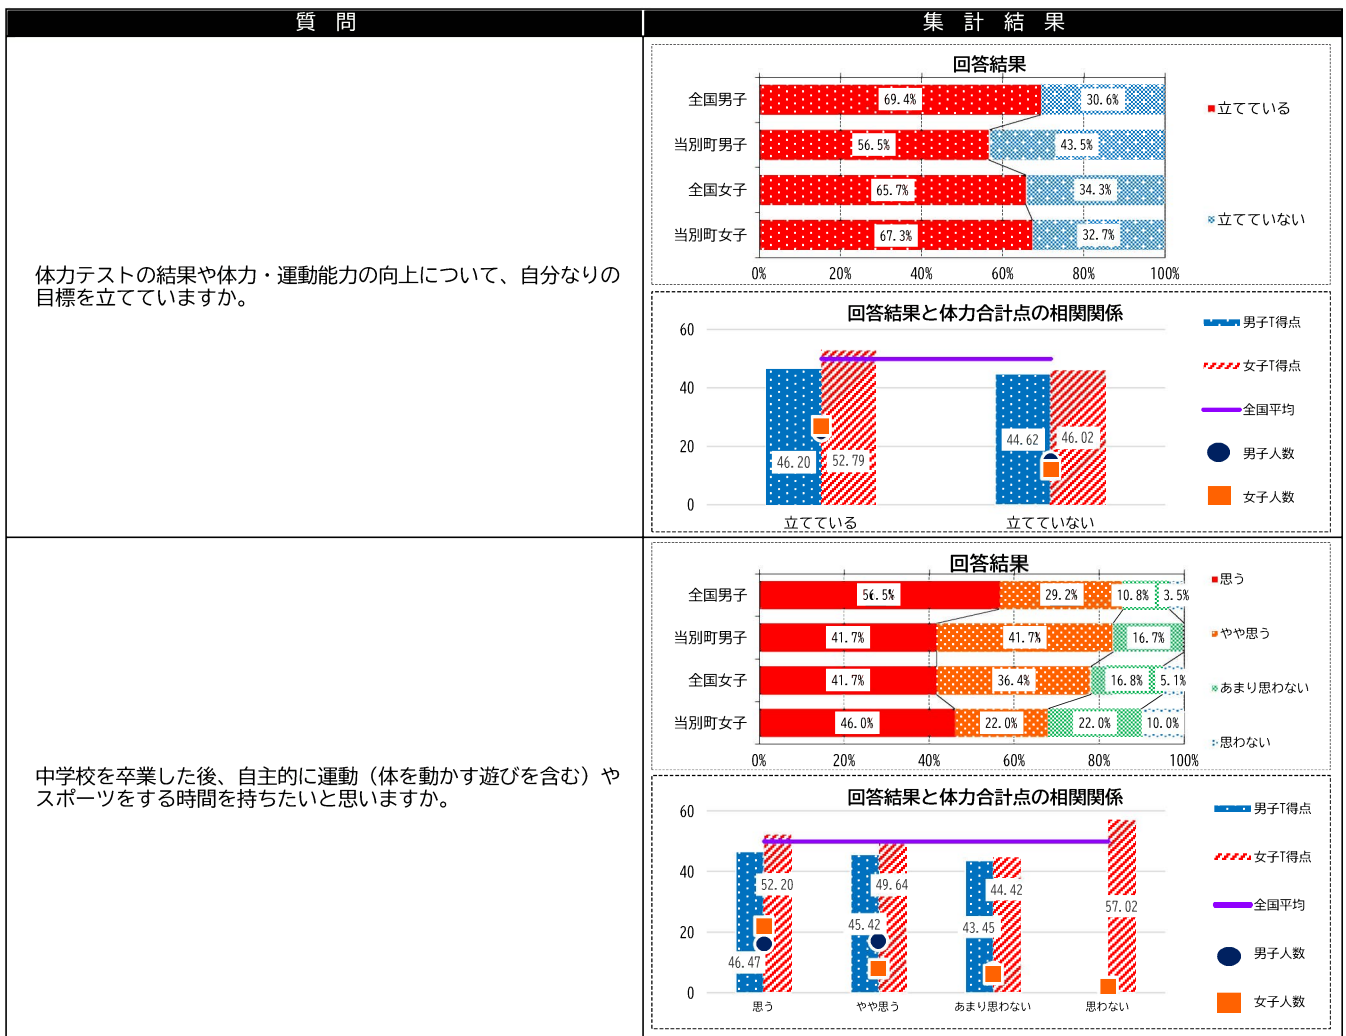 質　問
集　計　結　果
体力テストの結果や体力・運動能力の向上について、自分なりの
目標を立てていますか。
回答結果
全国男子
69.4%
30.6%
当別町男子
56.5%
43.5%
全国女子
65.7%
34.3%
当別町女子
67.3%
32.7%
0%
20%
40%
60%
80%
100%
立てている
立てていない
回答結果と体力合計点の相関関係
60
40
20
0
46.20
52.79
44.62
46.02
立てている
立てていない
男子T得点
女子T得点
全国平均
男子人数
女子人数
中学校を卒業した後、自主的に運動（体を動かす遊びを含む）や
スポーツをする時間を持ちたいと思いますか。
回答結果
全国男子
56.5%
29.2%
10.8%
3.5%
当別町男子
41.7%
41.7%
16.7%
全国女子
41.7%
36.4%
16.8%
5.1%
当別町女子
46.0%
22.0%
22.0%
10.0%
0%
20%
40%
60%
80%
100%
思う
やや思う
あまり思わない
思わない
回答結果と体力合計点の相関関係
60
40
20
0
46.47
52.20
45.42
49.64
43.45
44.42
57.02
思う
やや思う
あまり思わない
思わない
男子T得点
女子T得点
全国平均
男子人数
女子人数